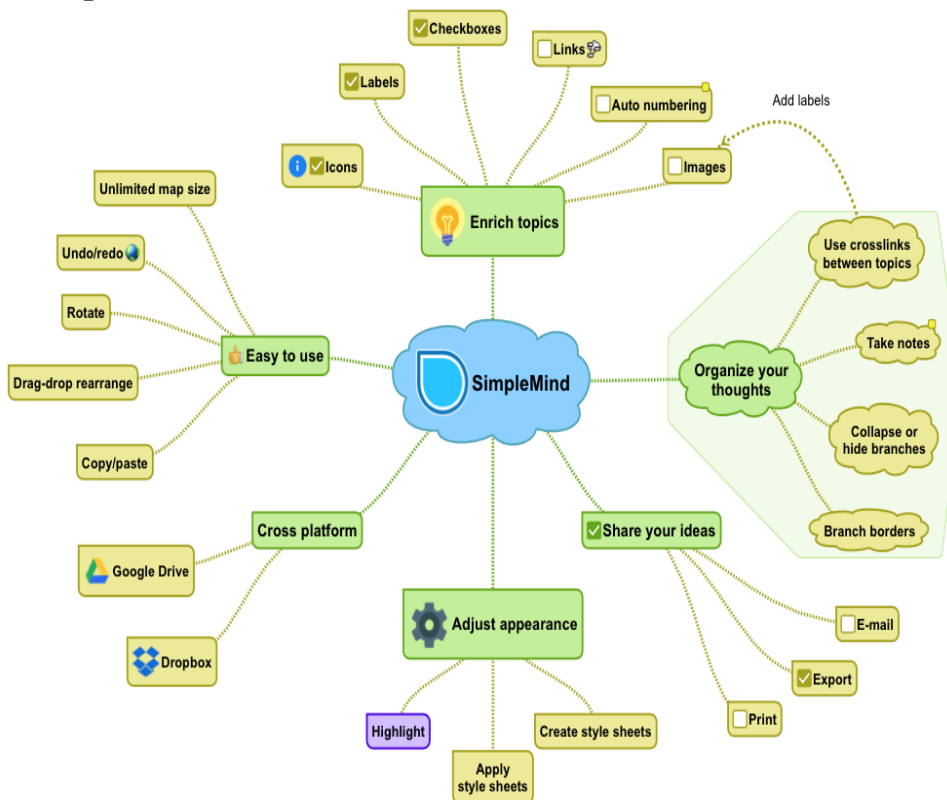 Checkboxes
Links
Labels
Auto numbering
Add labels
Icons
Images
Enrich topics
Unlimited map size
Use crosslinks
between topics
Undo/redo
Rotate
Take notes
Easy to use
Organize your
thoughts
SimpleMind
Drag-drop rearrange
Collapse or
hide branches
Copy/paste
Cross platform
Share your ideas
Branch borders
Google Drive
Adjust appearance
E-mail
Dropbox
Export
Highlight
Create style sheets
Print
Apply
style sheets